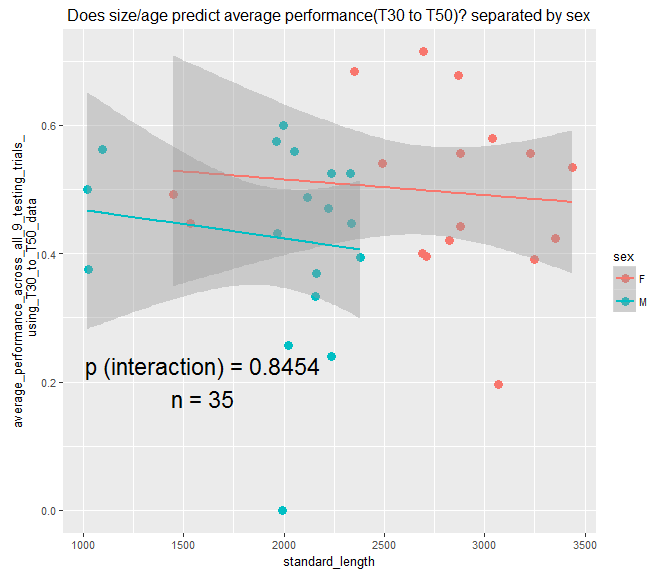 Does size/age predict average performance(T30 to T50)? separated by sex
average_performance_across_all_9_testing_trials_
using_T30_to_T50_data
0.6
0.4
0.2
0.0
p (interaction) = 0.8454
n = 35
sex
F
M
1000 1500 2000 2500 3000 3500
standard_length